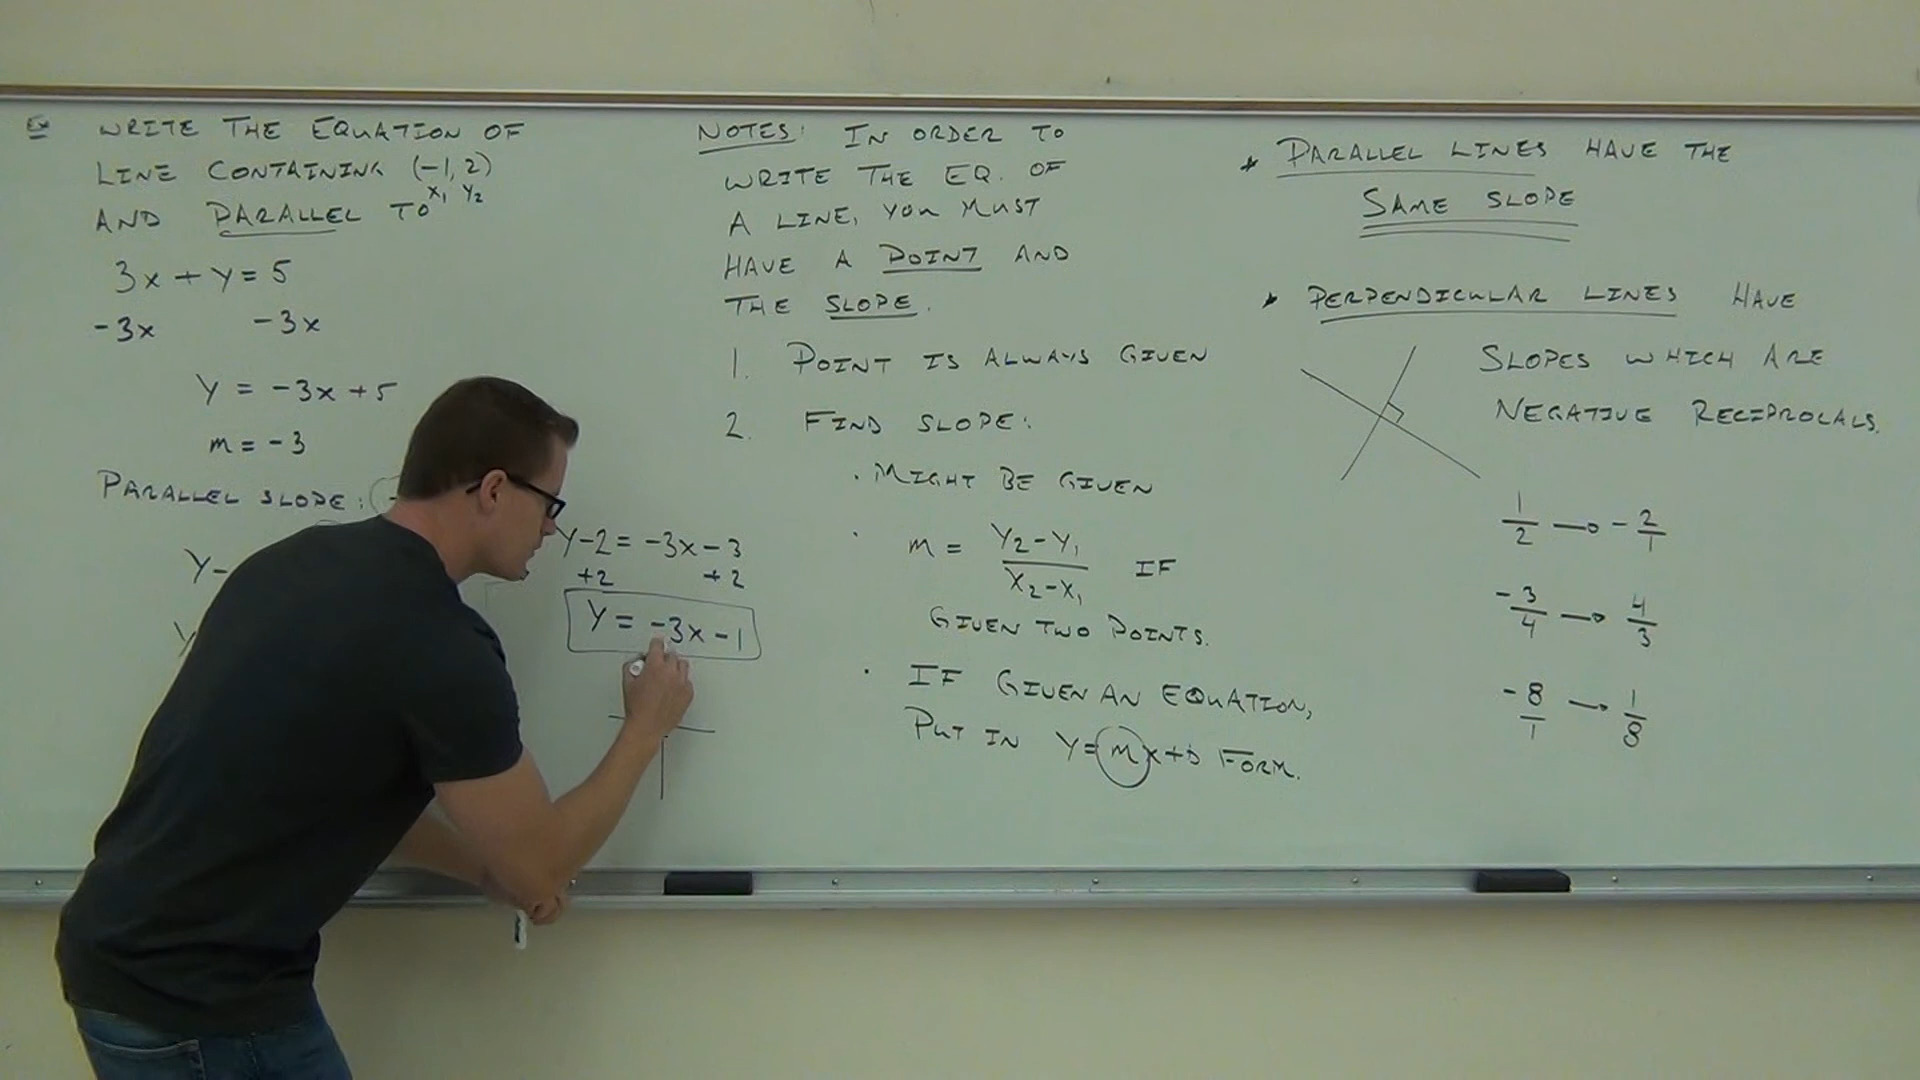 Ex WRITE THE EQUATION OF
LINE CONTAINING (-1, 2)
x₁ y₂
AND PARALLEL TO
3x + y = 5
-3x -3x
y = -3x + 5
m = -3
PARALLEL SLOPE:
y -
y
y - 2 = -3x - 3
+2 +2
y = -3x - 1
NOTES: IN ORDER TO
WRITE THE EQ. OF
A LINE, YOU MUST
HAVE A POINT AND
THE SLOPE.
1. POINT IS ALWAYS GIVEN
2. FIND SLOPE:
· MIGHT BE GIVEN
· m = y₂ - y₁ / x₂ - x₁ IF
GIVEN TWO POINTS.
· IF GIVEN AN EQUATION,
PUT IN y = mx + b FORM.
* PARALLEL LINES HAVE THE
SAME SLOPE
* PERPENDICULAR LINES HAVE
SLOPES WHICH ARE
NEGATIVE RECIPROCALS.
1/2 → -2/1
-3/4 → 4/3
-8/1 → 1/8